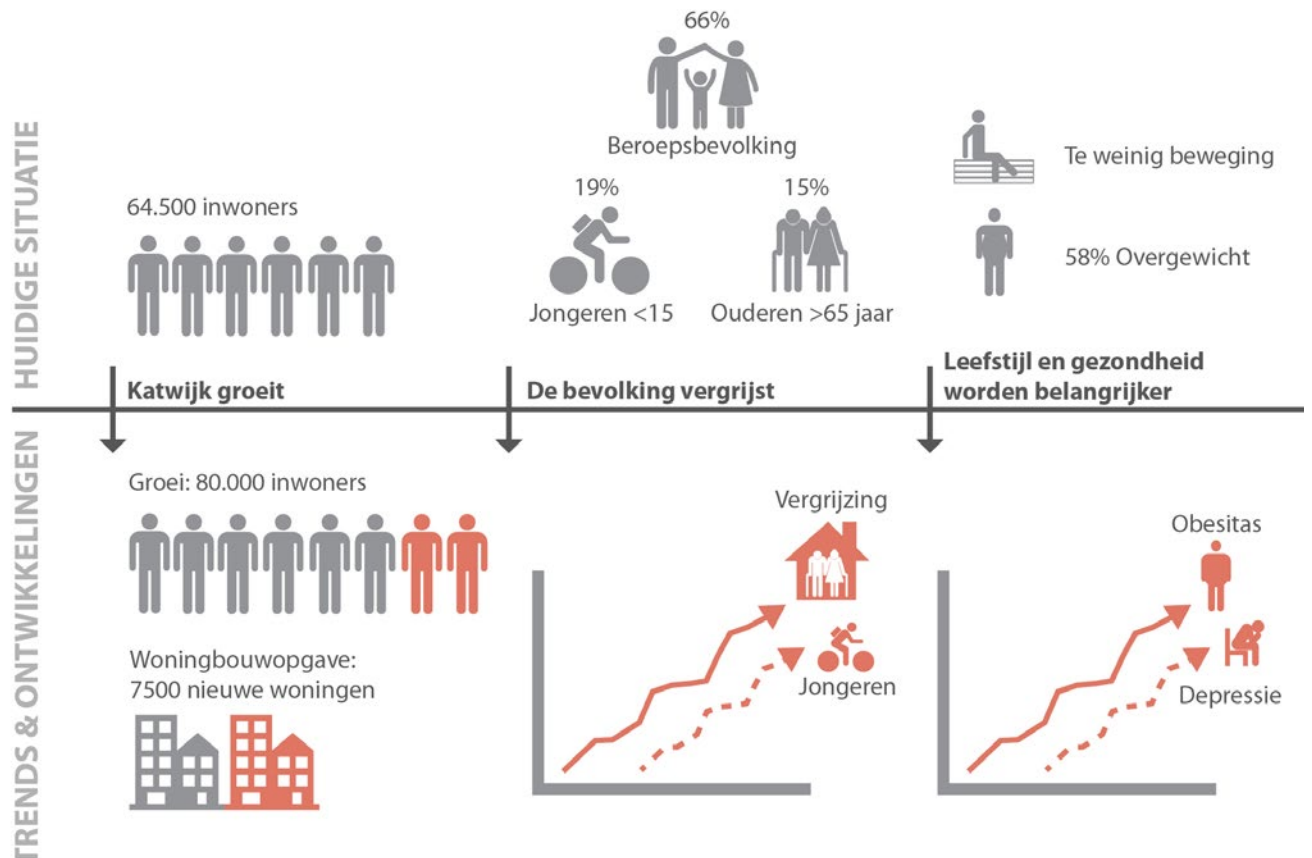 HUIDIGE SITUATIE
64.500 inwoners
66%
Beroepsbevolking
19%
Jongeren <15
15%
Ouderen >65 jaar
Te weinig beweging
58% Overgewicht
Katwijk groeit
De bevolking vergrijst
Leefstijl en gezondheid
worden belangrijker
TRENDS & ONTWIKKELINGEN
Groei: 80.000 inwoners
Woningbouwopgave:
7500 nieuwe woningen
Vergrijzing
Jongeren
Obesitas
Depressie